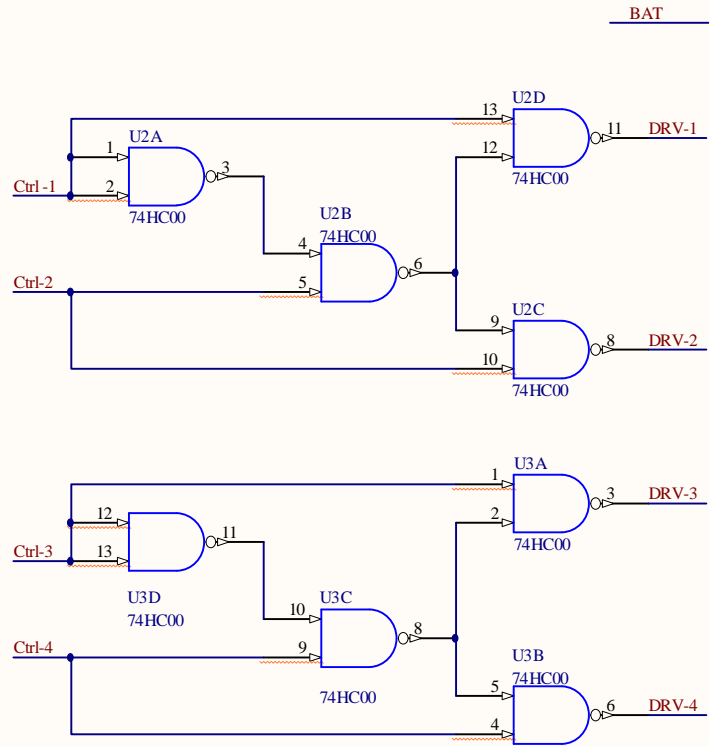 BAT
U2D
13
11
DRV-1
12
74HC00
U2A
1
3
Ctrl -1
2
74HC00
U2B
74HC00
4
6
Ctrl-2
5
U2C
9
8
DRV-2
10
74HC00
U3A
1
3
DRV-3
2
74HC00
12
11
Ctrl-3
13
U3D
74HC00
U3C
10
8
Ctrl-4
9
74HC00
U3B
74HC00
5
6
DRV-4
4